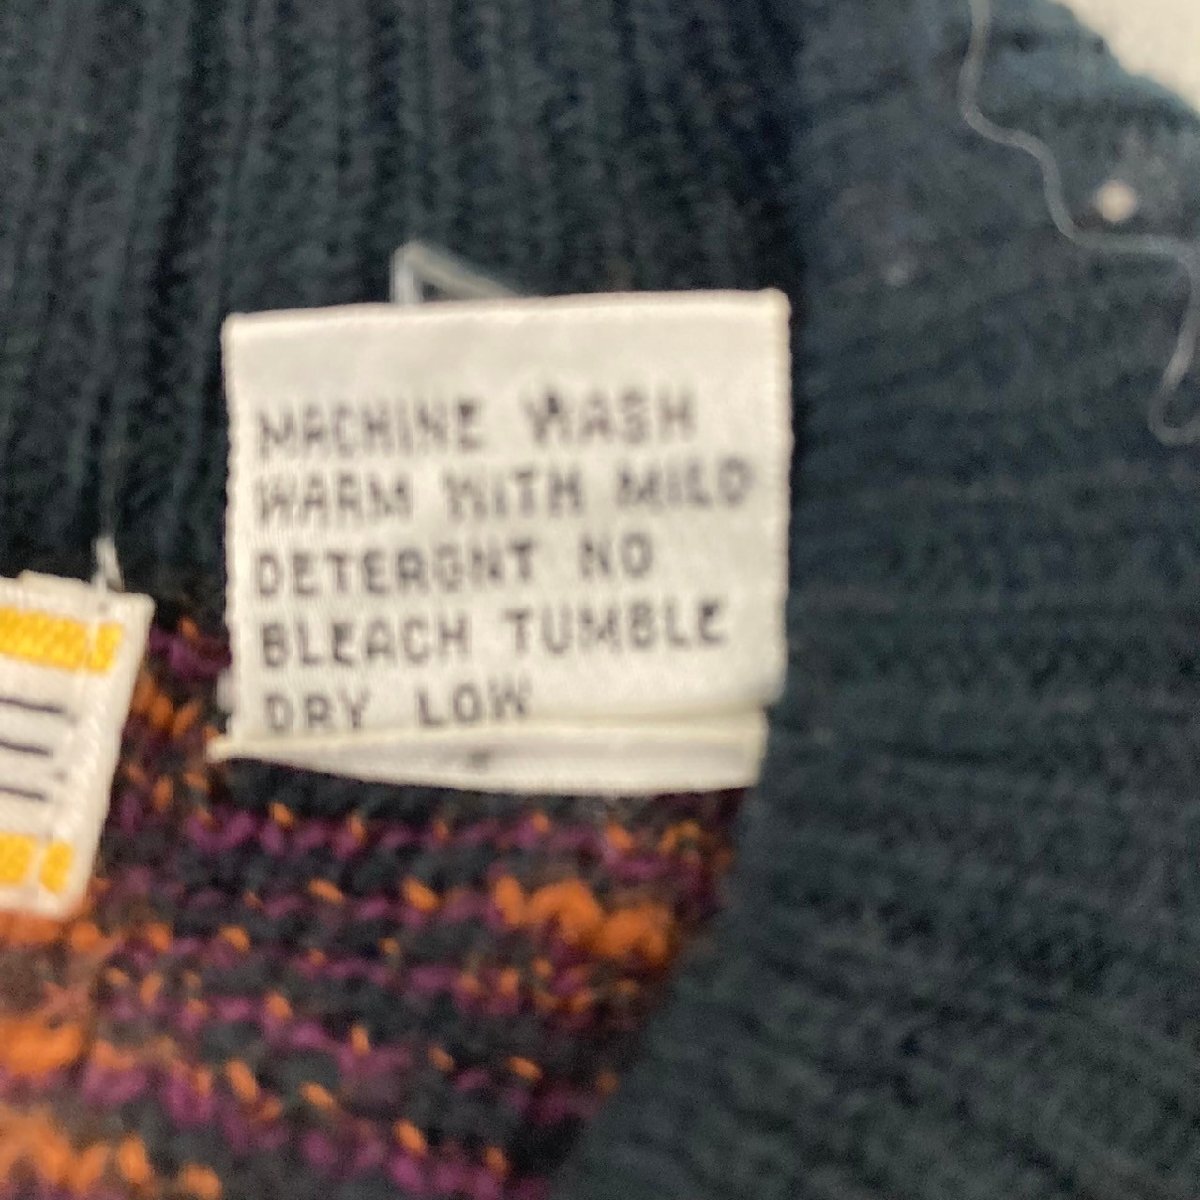 MACHINE WASH
WARM WITH MILD
DETERGNT NO
BLEACH TUMBLE
DRY LOW